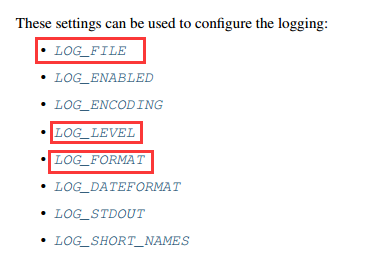 These settings can be used to configure the logging:
• LOG_FILE
• LOG_ENABLED
• LOG_ENCODING
• LOG_LEVEL
• LOG_FORMAT
• LOG_DATEFORMAT
• LOG_STDOUT
• LOG_SHORT_NAMES